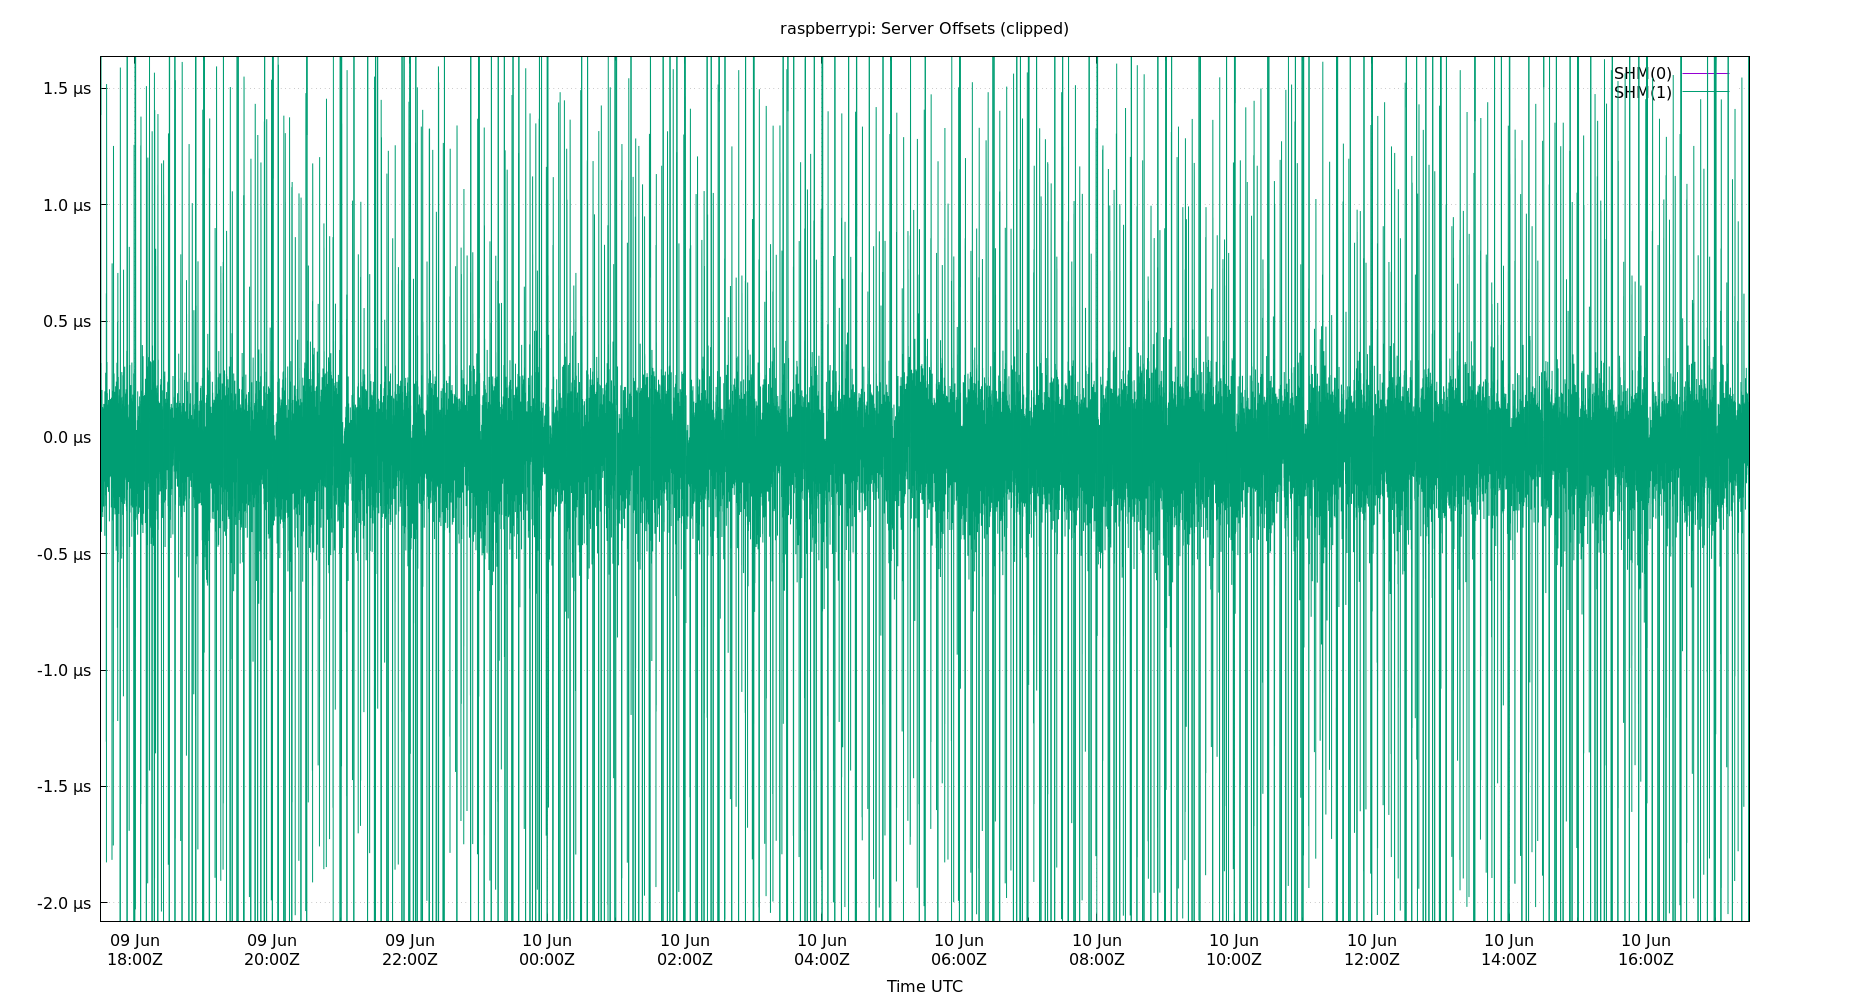 raspberrypi: Server Offsets (clipped)
SHM(0)
SHM(1)
1.5 µs
1.0 µs
0.5 µs
0.0 µs
-0.5 µs
-1.0 µs
-1.5 µs
-2.0 µs
09 Jun 09 Jun 09 Jun 10 Jun 10 Jun 10 Jun 10 Jun 10 Jun 10 Jun 10 Jun 10 Jun 10 Jun
18:00Z 20:00Z 22:00Z 00:00Z 02:00Z 04:00Z 06:00Z 08:00Z 10:00Z 12:00Z 14:00Z 16:00Z
Time UTC